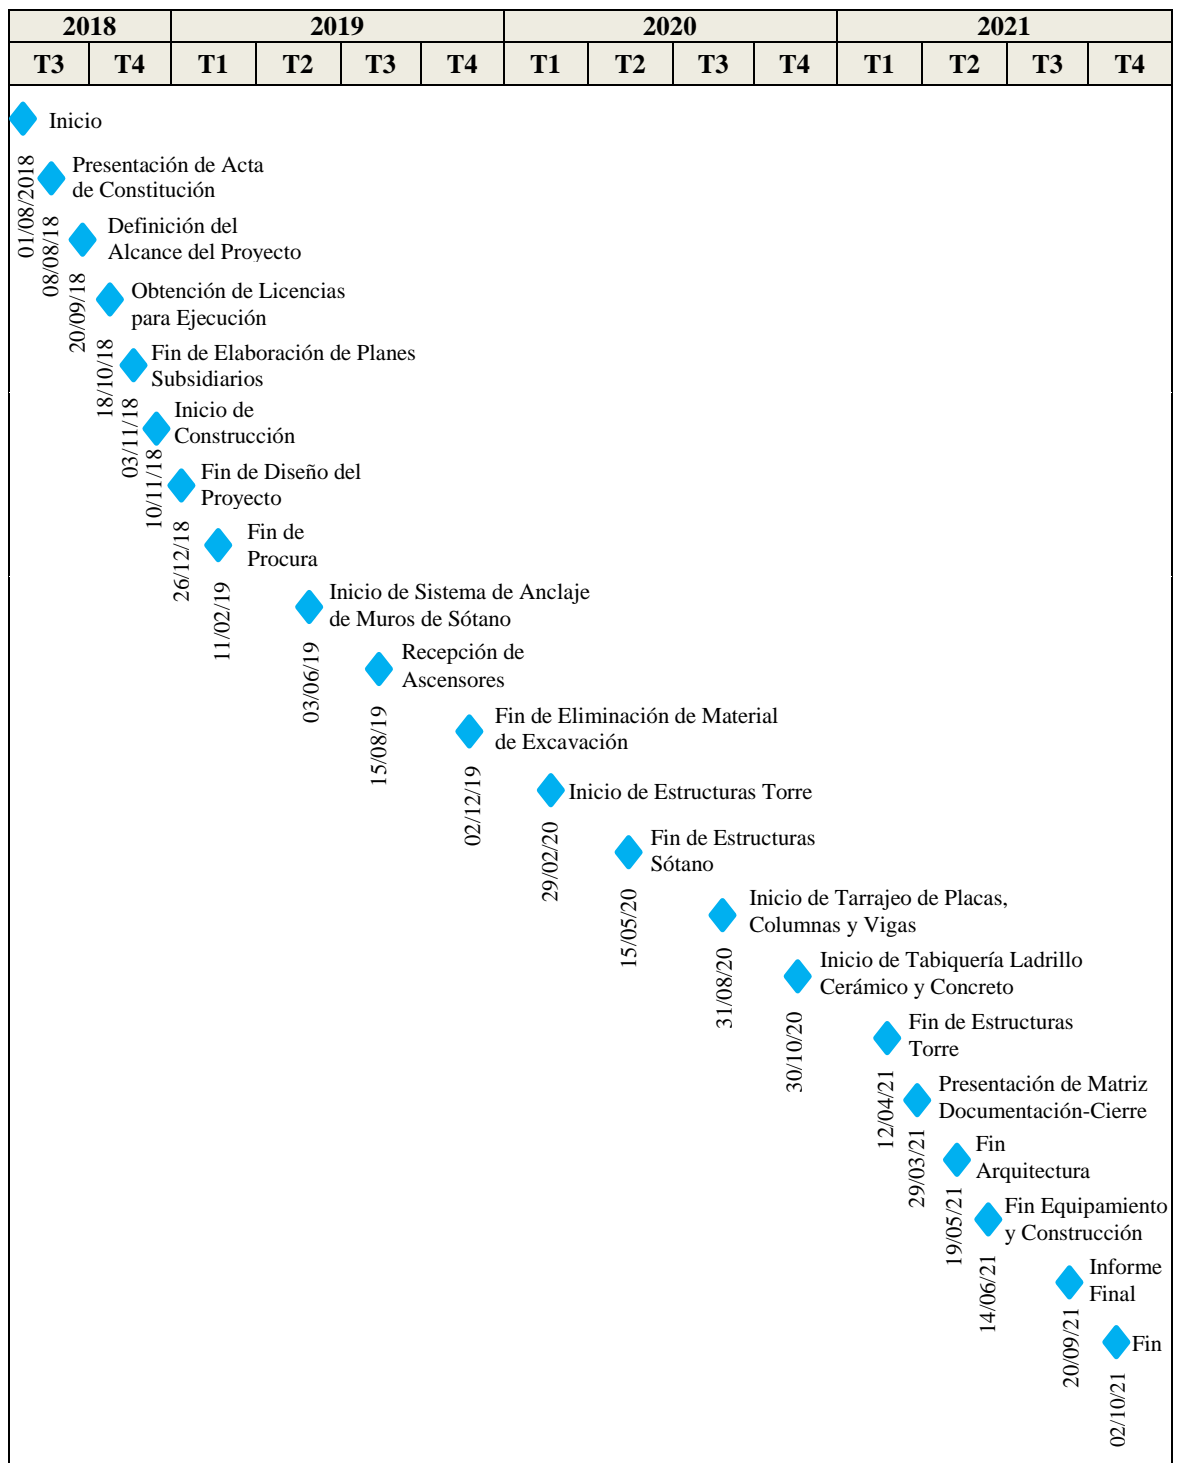 2018 2019 2020 2021
T3 T4 T1 T2 T3 T4 T1 T2 T3 T4 T1 T2 T3 T4
Inicio
01/08/2018
Presentación de Acta
de Constitución
08/08/18
Definición del
Alcance del Proyecto
20/09/18
Obtención de Licencias
para Ejecución
18/10/18
Fin de Elaboración de Planes
Subsidiarios
03/11/18
Inicio de
Construcción
10/11/18
Fin de Diseño del
Proyecto
26/12/18
Fin de
Procura
11/02/19
Inicio de Sistema de Anclaje
de Muros de Sótano
03/06/19
Recepción de
Ascensores
15/08/19
Fin de Eliminación de Material
de Excavación
02/12/19
Inicio de Estructuras Torre
29/02/20
Fin de Estructuras
Sótano
15/05/20
Inicio de Tarrajeo de Placas,
Columnas y Vigas
31/08/20
Inicio de Tabiquería Ladrillo
Cerámico y Concreto
30/10/20
Fin de Estructuras
Torre
12/04/21
Presentación de Matriz
Documentación-Cierre
29/03/21
Fin
Arquitectura
19/05/21
Fin Equipamiento
y Construcción
14/06/21
Informe
Final
20/09/21
Fin
02/10/21